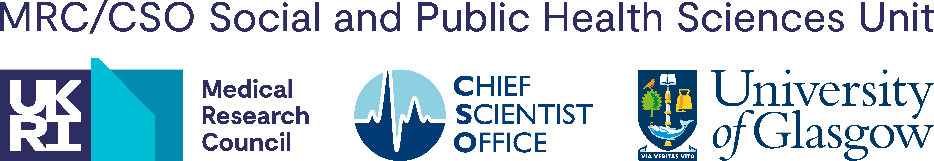 MRC/CSO Social and Public Health Sciences Unit
UK
RI
Medical
Research
Council
CHIEF
SCIENTIST
OFFICE
University
of Glasgow
VIA VERITAS VITA